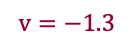 v = −1.3